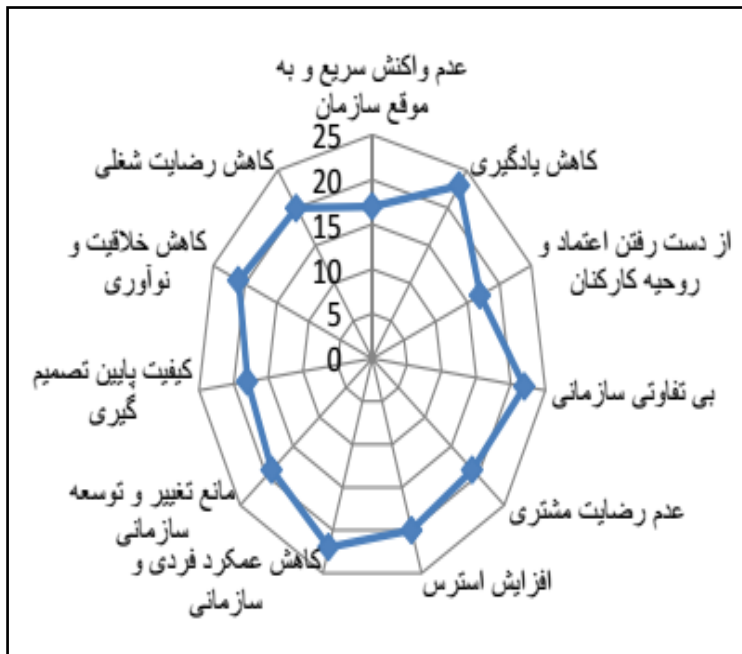 عدم واکنش سریع و به
موقع سازمان
کاهش یادگیری
از دست رفتن اعتماد و
روحیه کارکنان
بی تفاوتی سازمانی
عدم رضایت مشتری
افزایش استرس
کاهش عمکرد فردی و
سازمانی
مانع تغییر و توسعه
سازمانی
کیفیت پایین تصمیم
گیری
کاهش خلاقیت و
نوآوری
کاهش رضایت شغلی
25
20
15
10
5
0